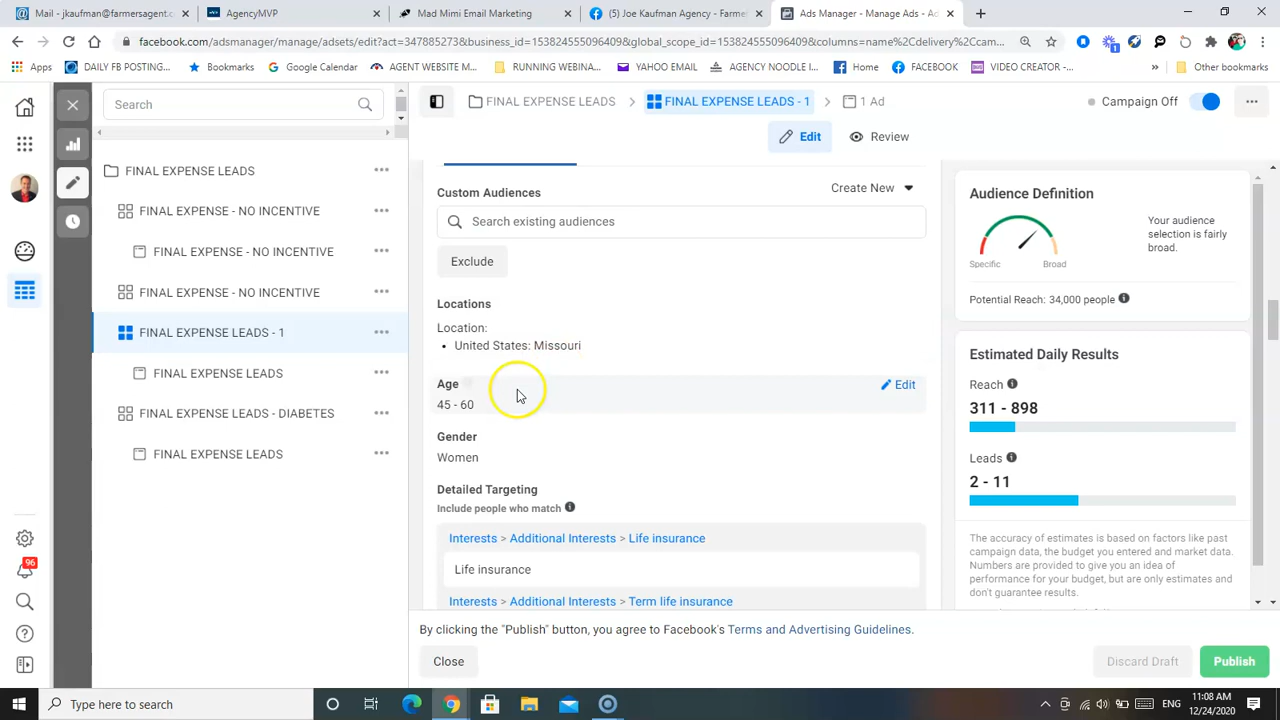 Mail - jkaufman@farmersagent.c
AgencyMVP
Mad Mimi Email Marketing
(5) Joe Kaufman Agency - Farmer
Ads Manager - Manage Ads - Ad
facebook.com/adsmanager/manage/adsets/edit?act=347885273&business_id=153824555096409&global_scope_id=153824555096409&columns=name%2Cdelivery%2Ccam...
Apps
DAILY FB POSTING...
Bookmarks
Google Calendar
AGENT WEBSITE M...
RUNNING WEBINA...
YAHOO EMAIL
AGENCY NOODLE I...
Home
FACEBOOK
VIDEO CREATOR -...
»
Other bookmarks
Search
FINAL EXPENSE LEADS
FINAL EXPENSE LEADS - 1
1 Ad
Campaign Off
Edit
Review
FINAL EXPENSE LEADS
FINAL EXPENSE - NO INCENTIVE
FINAL EXPENSE - NO INCENTIVE
FINAL EXPENSE - NO INCENTIVE
FINAL EXPENSE LEADS - 1
FINAL EXPENSE LEADS
FINAL EXPENSE LEADS - DIABETES
FINAL EXPENSE LEADS
96
Custom Audiences
Create New
Search existing audiences
Exclude
Locations
Location:
• United States: Missouri
Age
Edit
45 - 60
Gender
Women
Detailed Targeting
Include people who match
Interests > Additional Interests > Life insurance
Life insurance
Interests > Additional Interests > Term life insurance
Audience Definition
Your audience
selection is fairly
broad.
Specific
Broad
Potential Reach: 34,000 people
Estimated Daily Results
Reach
311 - 898
Leads
2 - 11
The accuracy of estimates is based on factors like past
campaign data, the budget you entered and market data.
Numbers are provided to give you an idea of
performance for your budget, but are only estimates and
don't guarantee results.
By clicking the "Publish" button, you agree to Facebook's Terms and Advertising Guidelines.
Close
Discard Draft
Publish
Type here to search
ENG
11:08 AM
12/24/2020